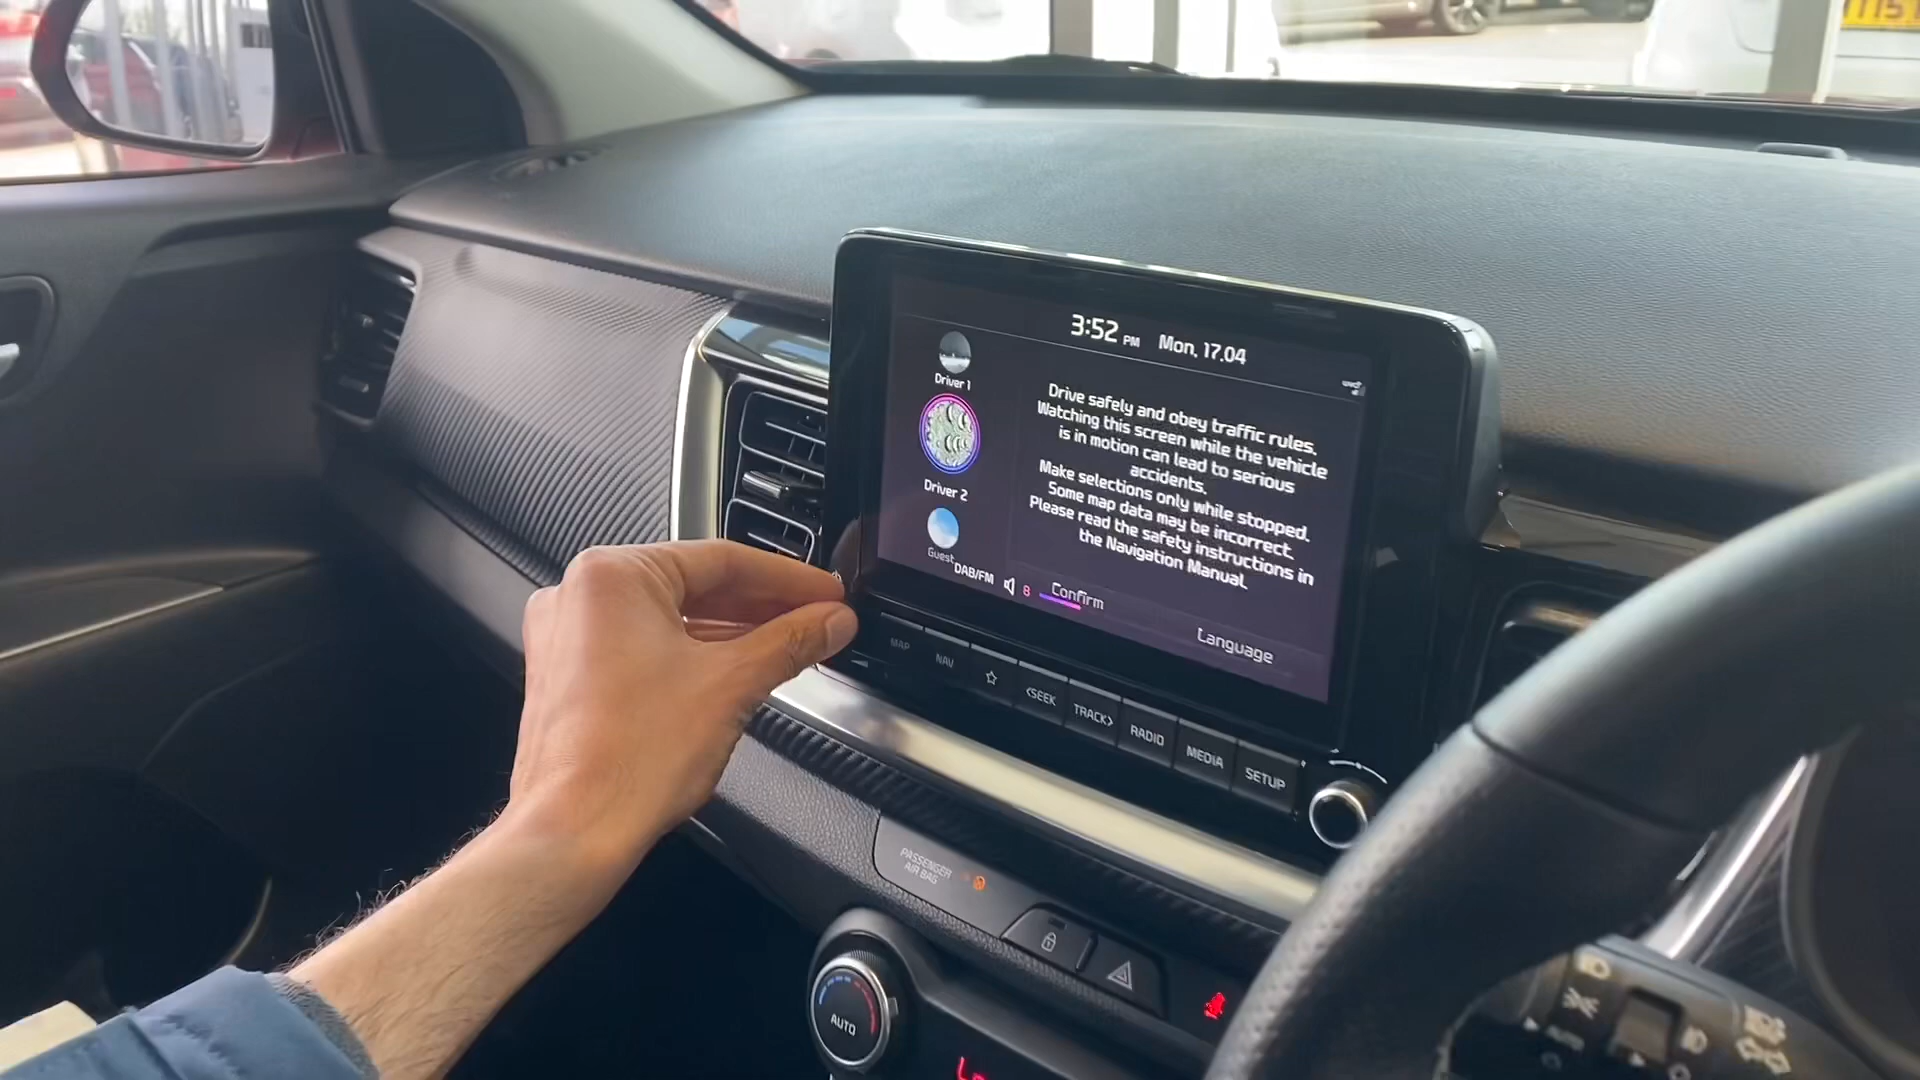 3:52 PM Mon, 17.04
Driver 1
Driver 2
Guest
Drive safely and obey traffic rules.
Watching this screen while the vehicle
is in motion can lead to serious
accidents.
Make selections only while stopped.
Some map data may be incorrect.
Please read the safety instructions in
the Navigation Manual.
DAB/FM 8
Confirm
Language
MAP
NAV
<SEEK
TRACK>
RADIO
MEDIA
SETUP
PASSENGER
AIR BAG
AUTO
AUTO